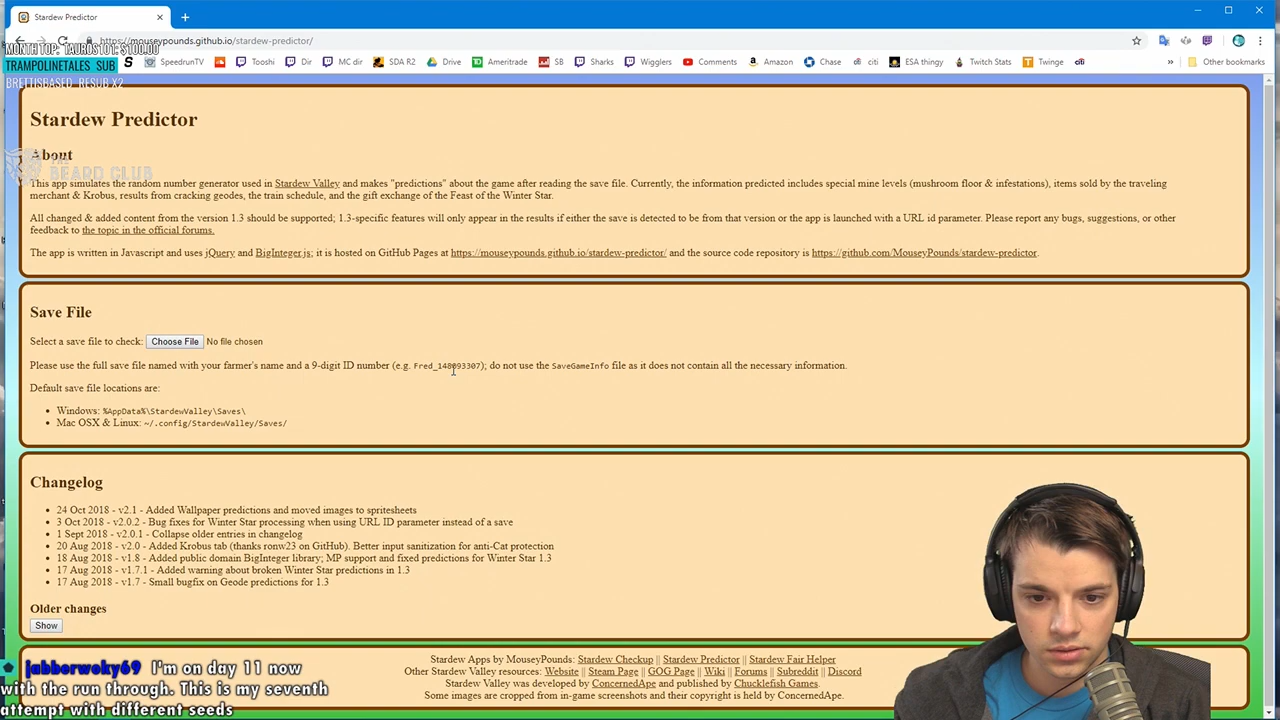 Stardew Predictor
https://mouseypounds.github.io/stardew-predictor/
MONTH TOP: TAUROS101: $100.00
SpeedrunTV Tooshi Dir MC dir SDA R2 Drive Ameritrade SB Sharks Wigglers Comments Amazon Chase citi ESA thingy Twitch Stats Twinge citi » Other bookmarks
TRAMPOLINETALES_SUB
BRETTISBASED_RESUB X2
Stardew Predictor
About
THE BEARD CLUB
This app simulates the random number generator used in Stardew Valley and makes "predictions" about the game after reading the save file. Currently, the information predicted includes special mine levels (mushroom floor & infestations), items sold by the traveling
merchant & Krobus, results from cracking geodes, the train schedule, and the gift exchange of the Feast of the Winter Star.
All changed & added content from the version 1.3 should be supported; 1.3-specific features will only appear in the results if either the save is detected to be from that version or the app is launched with a URL id parameter. Please report any bugs, suggestions, or other
feedback to the topic in the official forums.
The app is written in Javascript and uses jQuery and BigInteger.js; it is hosted on GitHub Pages at https://mouseypounds.github.io/stardew-predictor/ and the source code repository is https://github.com/MouseyPounds/stardew-predictor.
Save File
Select a save file to check: Choose File No file chosen
Please use the full save file named with your farmer's name and a 9-digit ID number (e.g. Fred_148093307); do not use the SaveGameInfo file as it does not contain all the necessary information.
Default save file locations are:
• Windows: %AppData%\StardewValley\Saves\
• Mac OSX & Linux: ~/.config/StardewValley/Saves/
Changelog
• 24 Oct 2018 - v2.1 - Added Wallpaper predictions and moved images to spritesheets
• 3 Oct 2018 - v2.0.2 - Bug fixes for Winter Star processing when using URL ID parameter instead of a save
• 1 Sept 2018 - v2.0.1 - Collapse older entries in changelog
• 20 Aug 2018 - v2.0 - Added Krobus tab (thanks ronw23 on GitHub). Better input sanitization for anti-Cat protection
• 18 Aug 2018 - v1.8 - Added public domain BigInteger library; MP support and fixed predictions for Winter Star 1.3
• 17 Aug 2018 - v1.7.1 - Added warning about broken Winter Star predictions in 1.3
• 17 Aug 2018 - v1.7 - Small bugfix on Geode predictions for 1.3
Older changes
Show
Stardew Apps by MouseyPounds: Stardew Checkup || Stardew Predictor || Stardew Fair Helper
Other Stardew Valley resources: Website || Steam Page || GOG Page || Wiki || Forums || Subreddit || Discord
Stardew Valley was developed by ConcernedApe and published by Chucklefish Games.
Some images are cropped from in-game screenshots and their copyright is held by ConcernedApe.
jabberwoky69 I'm on day 11 now
with the run through. This is my seventh
attempt with different seeds